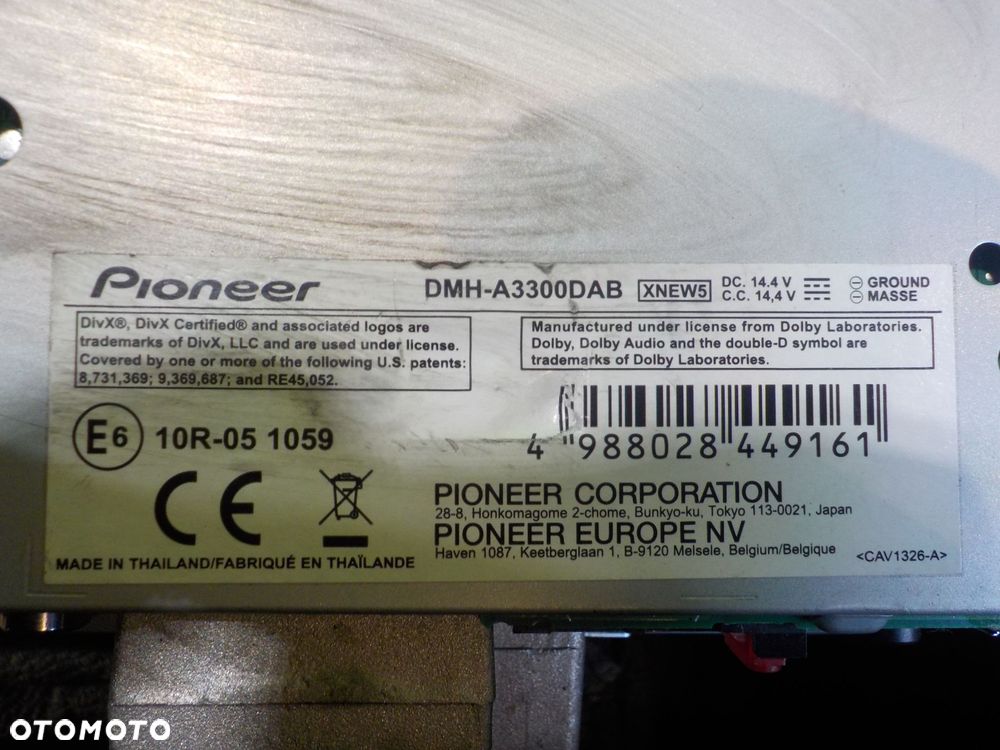 Pioneer DMH-A3300DAB XNEW5 DC. 14.4 V GROUND
C.C. 14,4 V MASSE
DivX®, DivX Certified® and associated logos are
trademarks of DivX, LLC and are used under license.
Covered by one or more of the following U.S. patents:
8,731,369; 9,369,687; and RE45,052.
Manufactured under license from Dolby Laboratories.
Dolby, Dolby Audio and the double-D symbol are
trademarks of Dolby Laboratories.
E6 10R-05 1059
4 988028 449161
CE
PIONEER CORPORATION
28-8, Honkomagome 2-chome, Bunkyo-ku, Tokyo 113-0021, Japan
PIONEER EUROPE NV
Haven 1087, Keetberglaan 1, B-9120 Melsele, Belgium/Belgique
MADE IN THAILAND/FABRIQUÉ EN THAÏLANDE
<CAV1326-A>
OTOMOTO